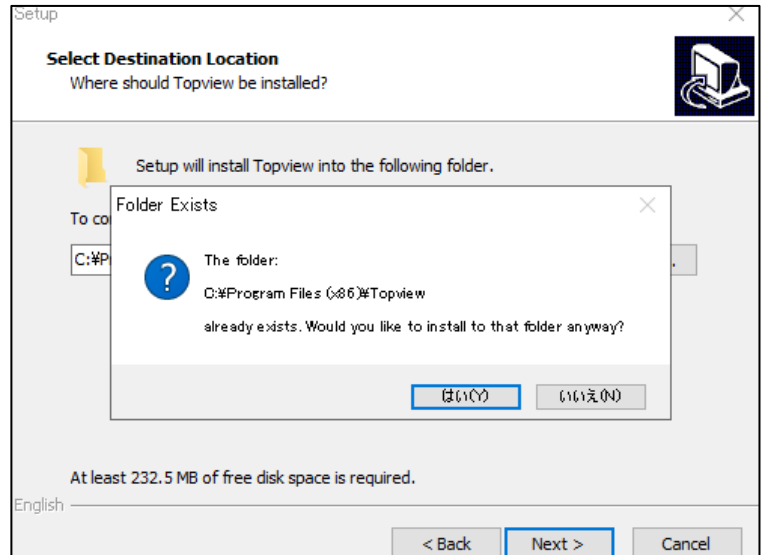 Setup
Select Destination Location
Where should Topview be installed?
Setup will install Topview into the following folder.
To co
C:¥P
.
Folder Exists
The folder:
C:¥Program Files (x86)¥Topview
already exists. Would you like to install to that folder anyway?
はい(Y)
いいえ(N)
At least 232.5 MB of free disk space is required.
English
< Back
Next >
Cancel